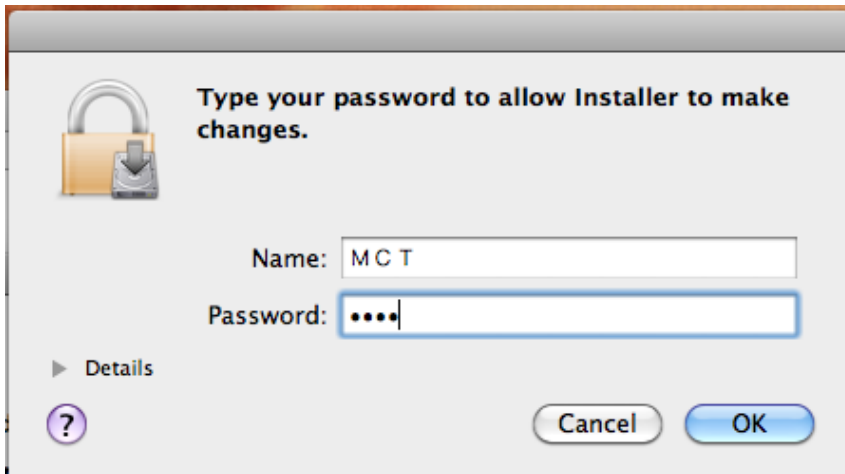 Type your password to allow Installer to make
changes.
Name: M C T
Password: ••••
Details
? Cancel OK